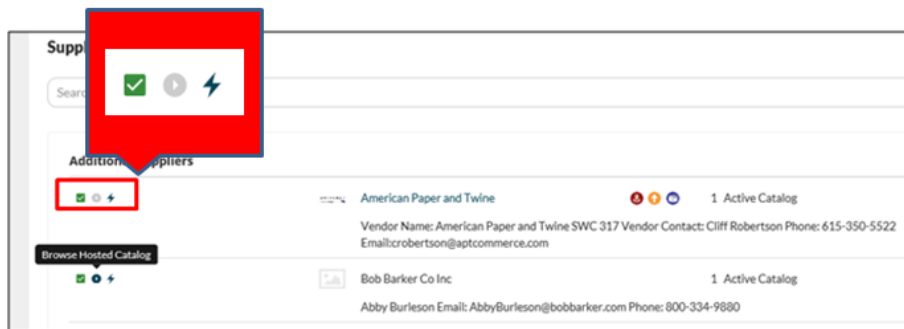 Suppl
Searc
Addition ppliers
American Paper and Twine
1 Active Catalog
Vendor Name: American Paper and Twine SWC 317 Vendor Contact: Cliff Robertson Phone: 615-350-5522
Email:crobertson@aptcommerce.com
Browse Hosted Catalog
Bob Barker Co Inc
1 Active Catalog
Abby Burleson Email: AbbyBurleson@bobbarker.com Phone: 800-334-9880